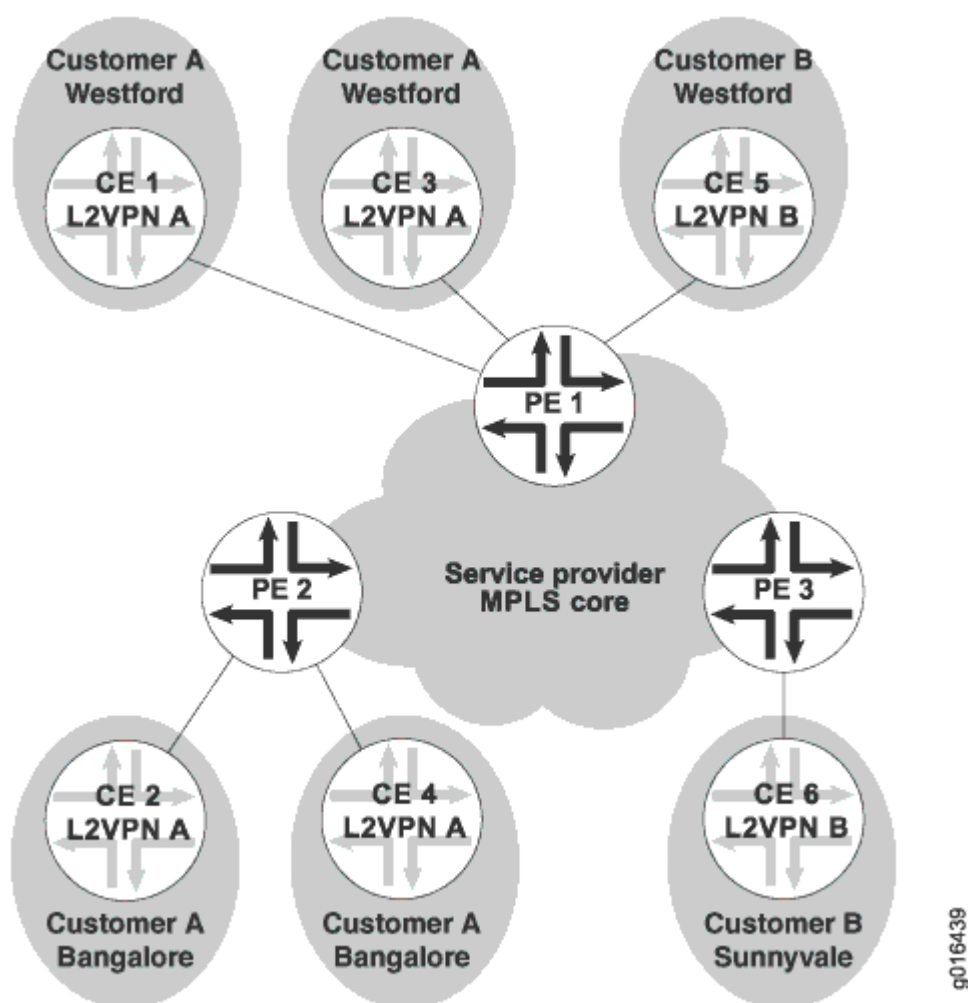 Customer A
Westford
CE 1
L2VPN A
Customer A
Westford
CE 3
L2VPN A
Customer B
Westford
CE 5
L2VPN B
PE 1
PE 2
Service provider
MPLS core
PE 3
CE 2
L2VPN A
Customer A
Bangalore
CE 4
L2VPN A
Customer A
Bangalore
CE 6
L2VPN B
Customer B
Sunnyvale
g016439